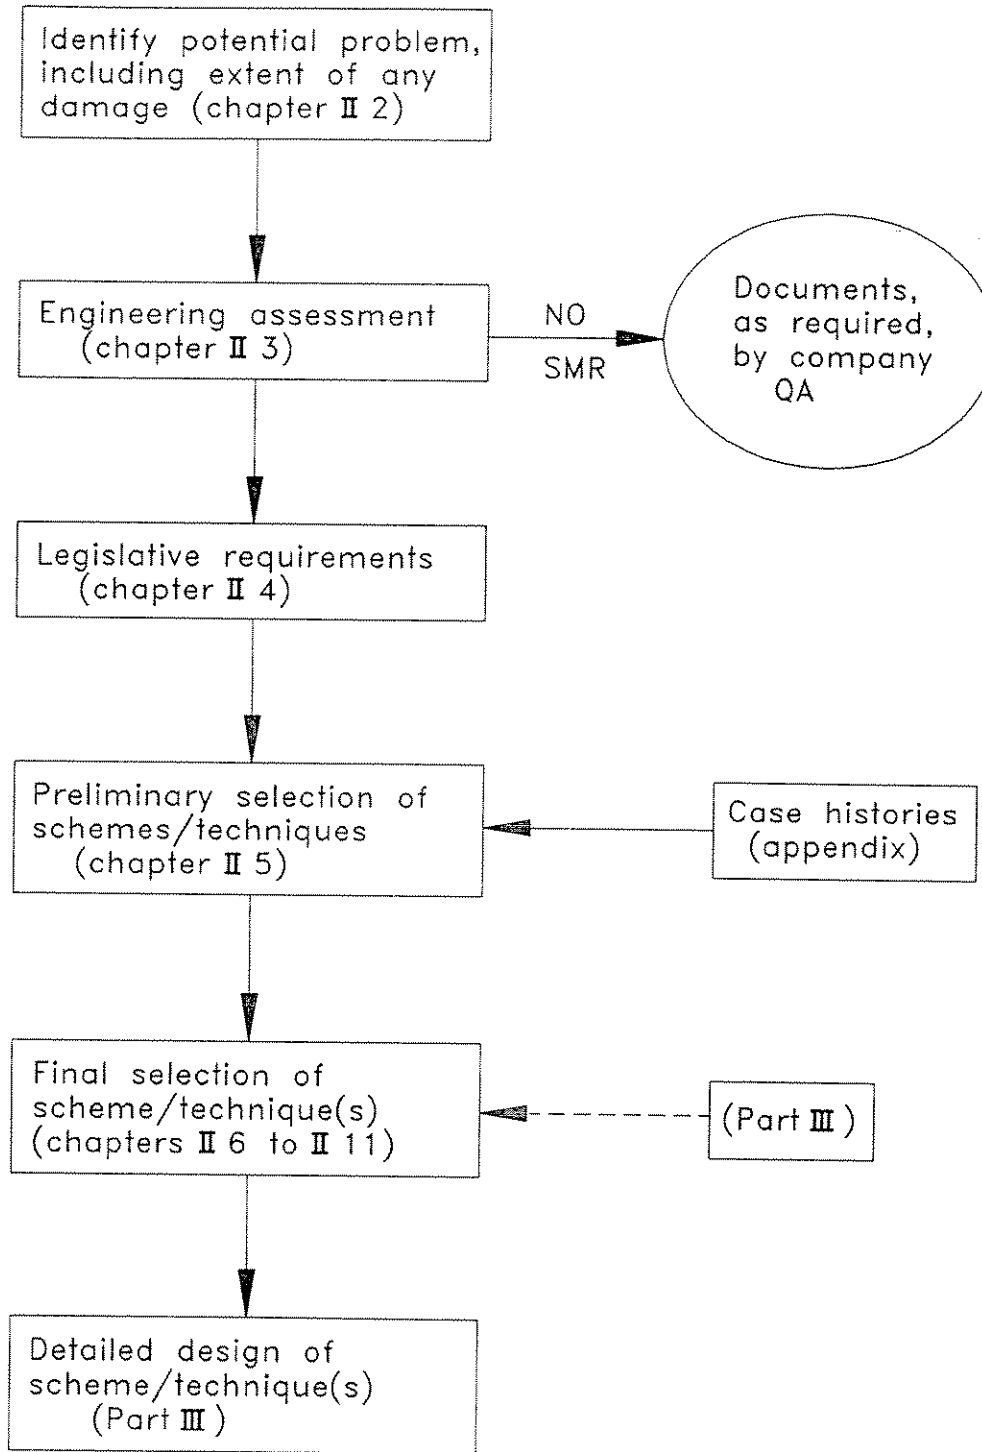 Identify potential problem,
including extent of any
damage (chapter II 2)
Engineering assessment
(chapter II 3)
NO
SMR
Documents,
as required,
by company
QA
Legislative requirements
(chapter II 4)
Preliminary selection of
schemes/techniques
(chapter II 5)
Case histories
(appendix)
Final selection of
scheme/technique(s)
(chapters II 6 to II 11)
(Part III)
Detailed design of
scheme/technique(s)
(Part III)